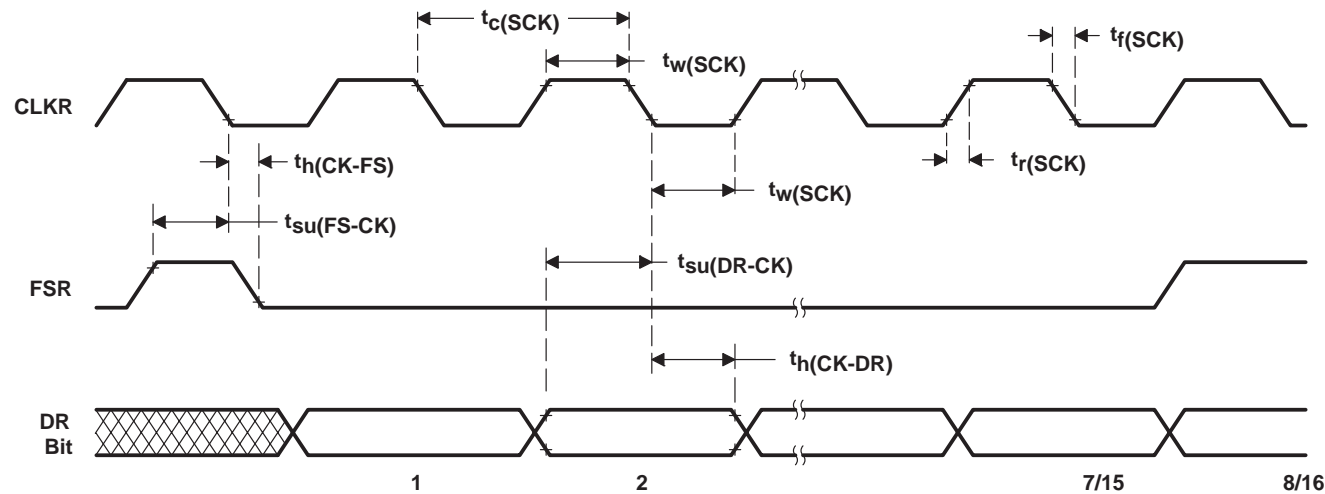 tc(SCK)
tw(SCK)
tf(SCK)
CLKR
th(CK-FS)
tr(SCK)
tw(SCK)
tsu(FS-CK)
tsu(DR-CK)
FSR
th(CK-DR)
DR
Bit
1 2 7/15 8/16